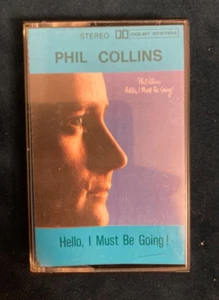 STEREO DOLBY SYSTEM
PHIL COLLINS
Phil Collins
Hello, I Must Be Going!
Hello, I Must Be Going!